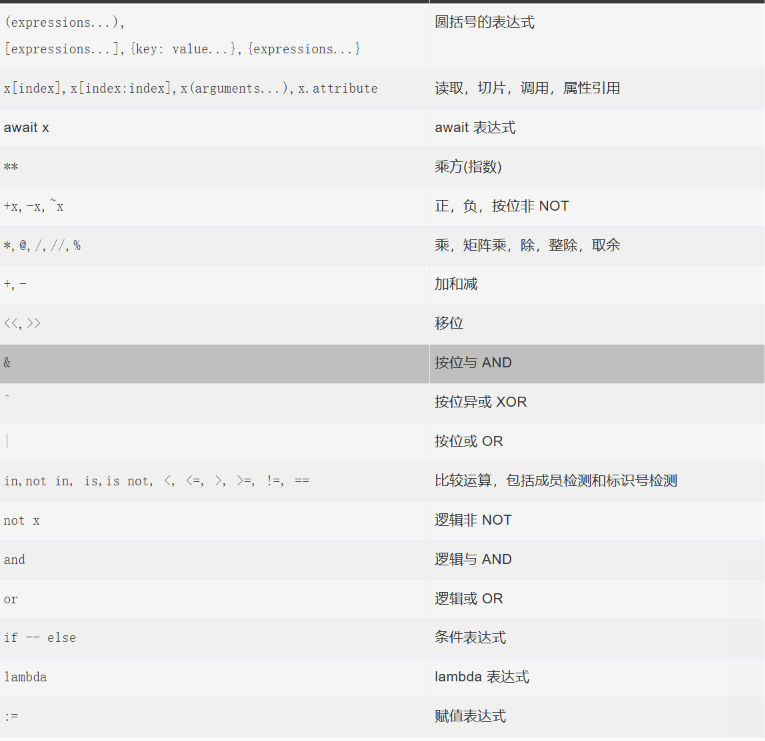 (expressions...), 圆括号的表达式
[expressions...],{key: value...},{expressions...}
x[index],x[index:index],x(arguments...),x.attribute 读取，切片，调用，属性引用
await x await 表达式
** 乘方(指数)
+x,-x,~x 正，负，按位非 NOT
*,@,/,//,% 乘，矩阵乘，除，整除，取余
+,- 加和减
<<,>> 移位
& 按位与 AND
^ 按位异或 XOR
| 按位或 OR
in,not in, is,is not, <, <=, >, >=, !=, == 比较运算，包括成员检测和标识号检测
not x 逻辑非 NOT
and 逻辑与 AND
or 逻辑或 OR
if -- else 条件表达式
lambda lambda 表达式
:= 赋值表达式